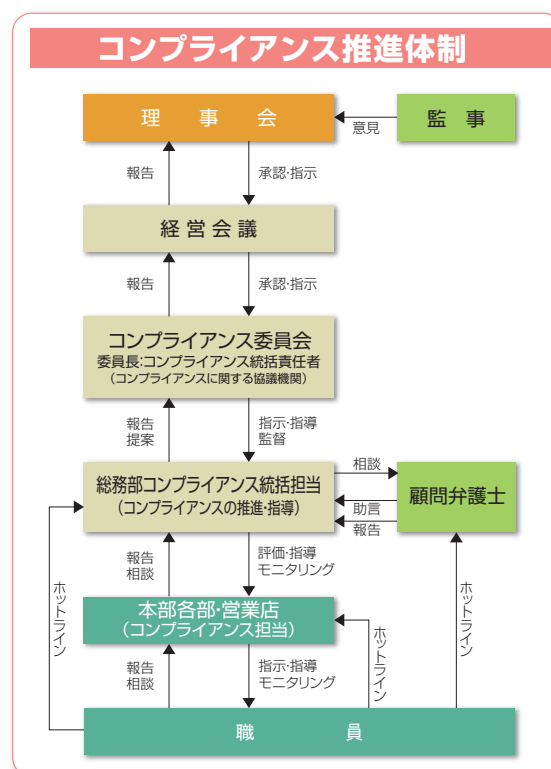 コンプライアンス推進体制
理事会
監事
意見
報告
承認・指示
経営会議
報告
承認・指示
コンプライアンス委員会
委員長:コンプライアンス統括責任者
(コンプライアンスに関する協議機関)
報告
提案
指示・指導
監督
総務部コンプライアンス統括担当
(コンプライアンスの推進・指導)
相談
助言
報告
顧問弁護士
報告
相談
評価・指導
モニタリング
ホットライン
本部各部・営業店
(コンプライアンス担当)
ホットライン
ホットライン
報告
相談
指示・指導
モニタリング
職員